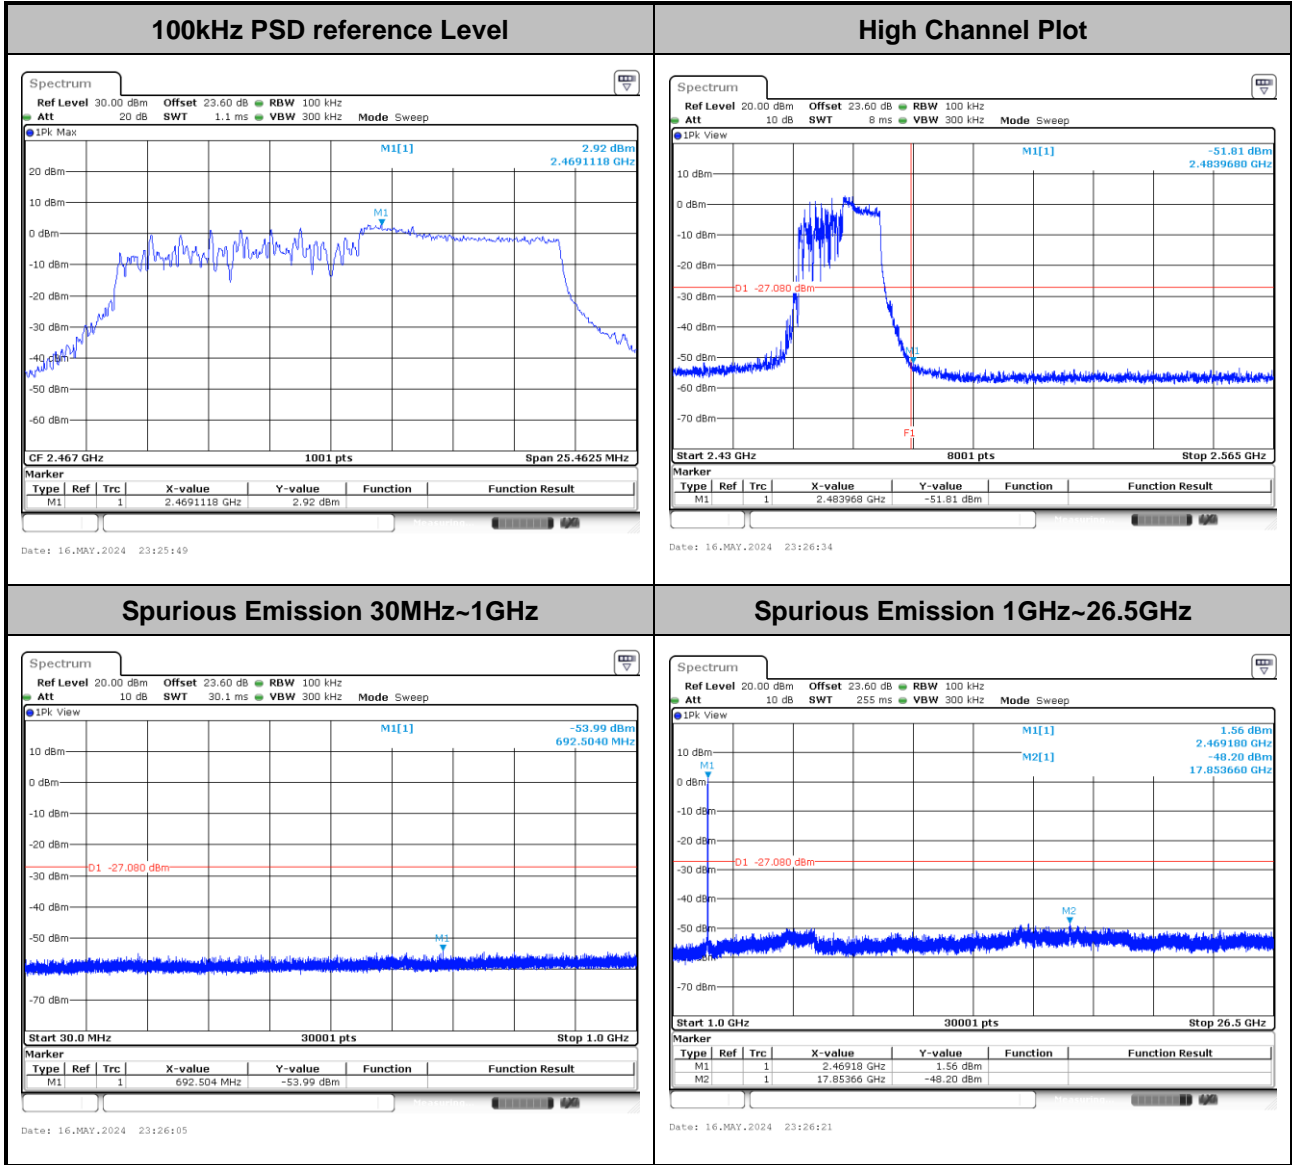 100kHz PSD reference Level
Spectrum
Ref Level 30.00 dBm Offset 23.60 dB RBW 100 kHz
Att 20 dB SWT 1.1 ms VBW 300 kHz Mode Sweep
1Pk Max
M1[1] 2.92 dBm
2.4691118 GHz
20 dBm
10 dBm
M1
0 dBm
-10 dBm
-20 dBm
-30 dBm
-40 dBm
-50 dBm
-60 dBm
CF 2.467 GHz 1001 pts Span 25.4625 MHz
Marker
Type Ref Trc X-value Y-value Function Function Result
M1 1 2.4691118 GHz 2.92 dBm
Date: 16.MAY.2024 23:25:49
High Channel Plot
Spectrum
Ref Level 20.00 dBm Offset 23.60 dB RBW 100 kHz
Att 10 dB SWT 8 ms VBW 300 kHz Mode Sweep
1Pk View
M1[1] -51.81 dBm
2.4839680 GHz
10 dBm
0 dBm
-10 dBm
-20 dBm
D1 -27.080 dBm
-30 dBm
-40 dBm
M1
-50 dBm
-60 dBm
-70 dBm
F1
Start 2.43 GHz 8001 pts Stop 2.565 GHz
Marker
Type Ref Trc X-value Y-value Function Function Result
M1 1 2.483968 GHz -51.81 dBm
Date: 16.MAY.2024 23:26:34
Spurious Emission 30MHz~1GHz
Spectrum
Ref Level 20.00 dBm Offset 23.60 dB RBW 100 kHz
Att 10 dB SWT 30.1 ms VBW 300 kHz Mode Sweep
1Pk View
M1[1] -53.99 dBm
692.5040 MHz
10 dBm
0 dBm
-10 dBm
-20 dBm
D1 -27.080 dBm
-30 dBm
-40 dBm
-50 dBm
M1
-70 dBm
Start 30.0 MHz 30001 pts Stop 1.0 GHz
Marker
Type Ref Trc X-value Y-value Function Function Result
M1 1 692.504 MHz -53.99 dBm
Date: 16.MAY.2024 23:26:05
Spurious Emission 1GHz~26.5GHz
Spectrum
Ref Level 20.00 dBm Offset 23.60 dB RBW 100 kHz
Att 10 dB SWT 255 ms VBW 300 kHz Mode Sweep
1Pk View
M1[1] 1.56 dBm
2.469180 GHz
M2[1] -48.20 dBm
17.853660 GHz
10 dBm
M1
0 dBm
-10 dBm
-20 dBm
D1 -27.080 dBm
-30 dBm
-40 dBm
M2
-50 dBm
-70 dBm
Start 1.0 GHz 30001 pts Stop 26.5 GHz
Marker
Type Ref Trc X-value Y-value Function Function Result
M1 1 2.46918 GHz 1.56 dBm
M2 1 17.85366 GHz -48.20 dBm
Date: 16.MAY.2024 23:26:21